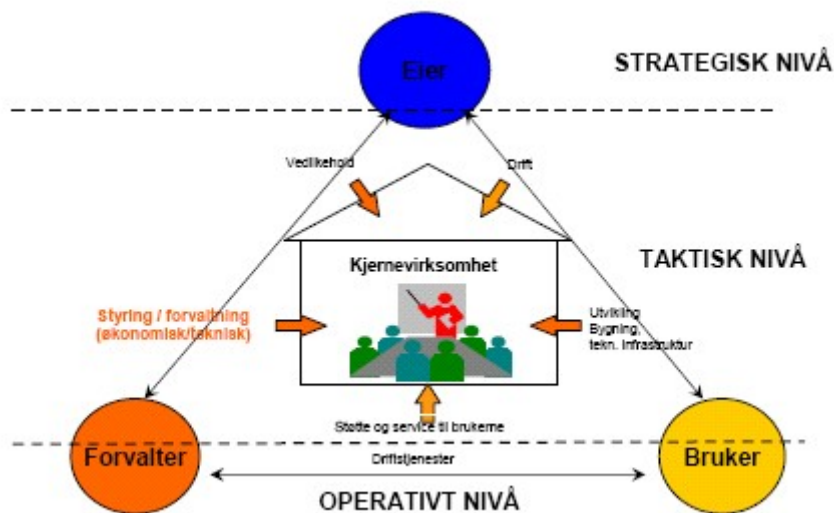 Eier
STRATEGISK NIVÅ
Vedlikehold
Drift
Kjernevirksomhet
TAKTISK NIVÅ
Styring / forvaltning
(økonomisk/teknisk)
Utvikling
Bygning,
tekn. Infrastruktur
Støtte og service til brukerne
Forvalter
Driftstjenester
Bruker
OPERATIVT NIVÅ